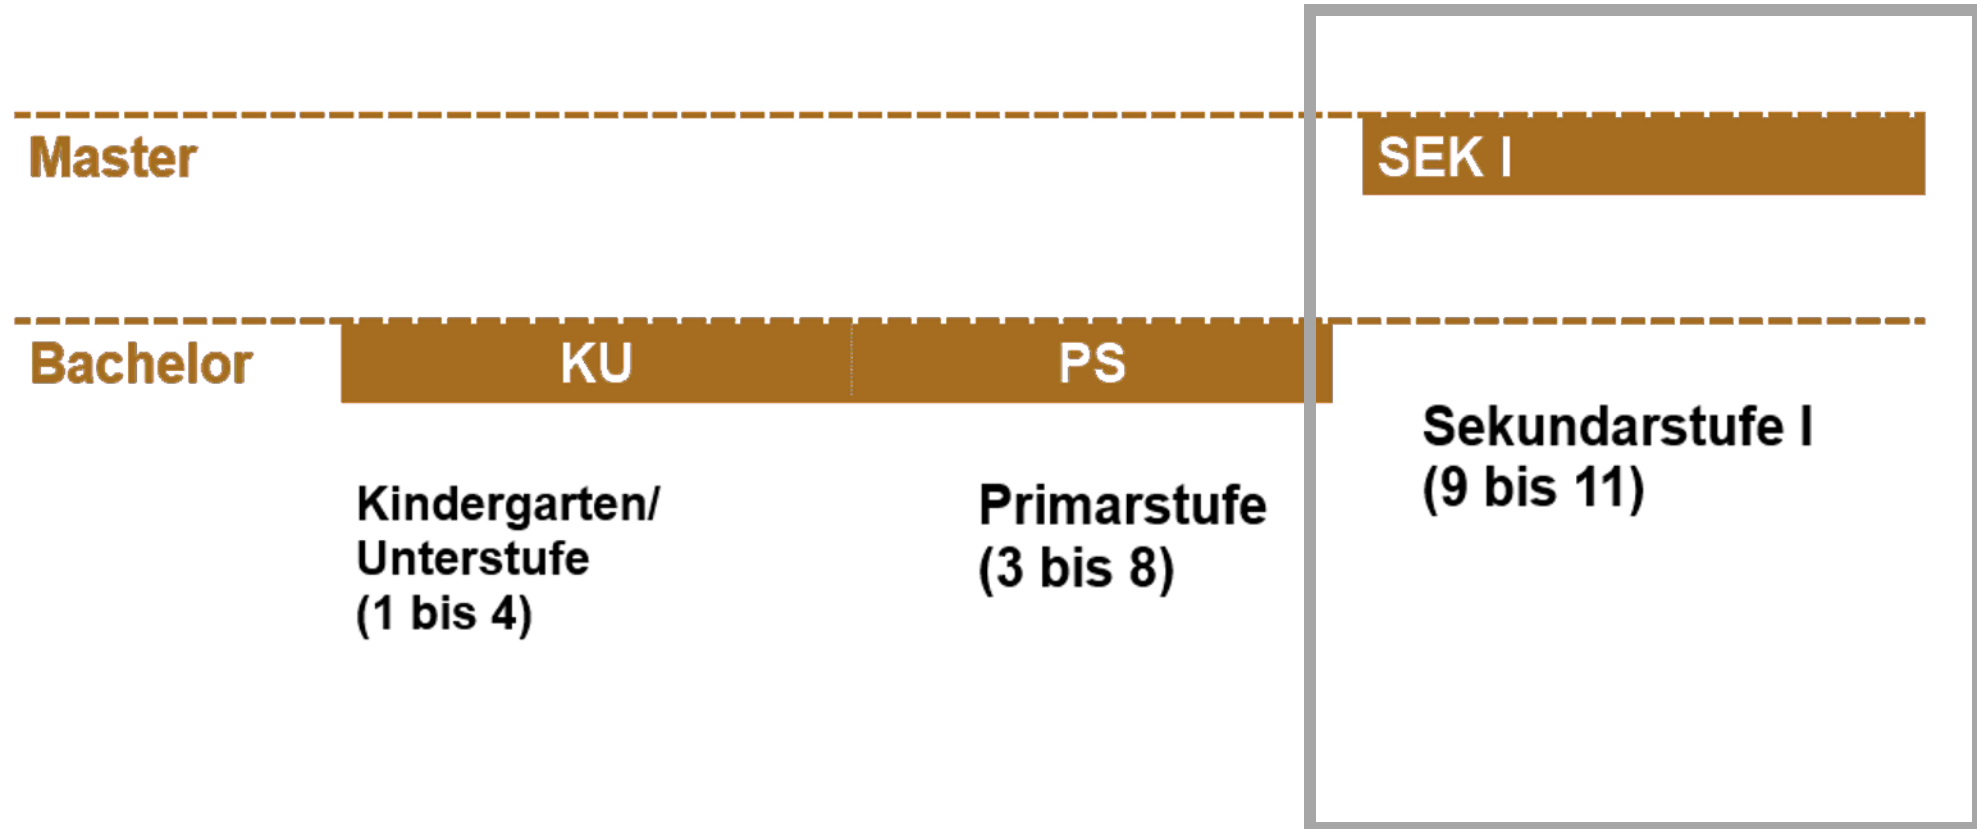 Master
SEK I
Bachelor
KU
PS
Kindergarten/
Unterstufe
(1 bis 4)
Primarstufe
(3 bis 8)
Sekundarstufe I
(9 bis 11)